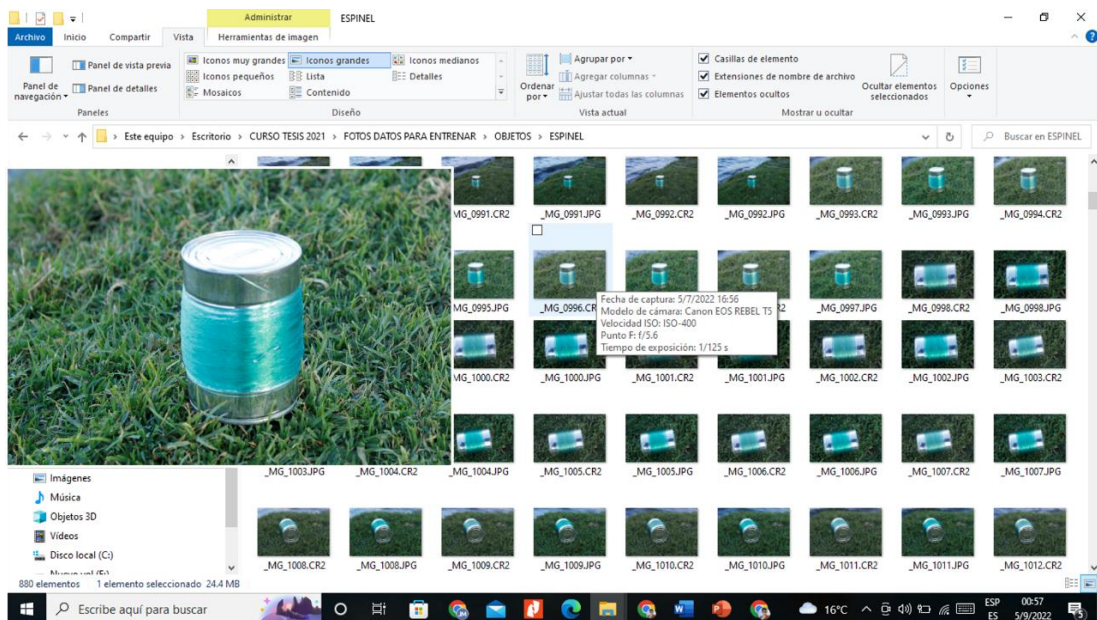 Administrar
ESPINEL
Archivo Inicio Compartir Vista Herramientas de imagen
Panel de navegación
Panel de vista previa
Panel de detalles
Paneles
Iconos muy grandes Iconos grandes Iconos medianos
Iconos pequeños Lista Detalles
Mosaicos Contenido
Diseño
Ordenar por
Agrupar por
Agregar columnas
Ajustar todas las columnas
Vista actual
Casillas de elemento
Extensiones de nombre de archivo
Elementos ocultos
Ocultar elementos seleccionados
Mostrar u ocultar
Opciones
Este equipo > Escritorio > CURSO TESIS 2021 > FOTOS DATOS PARA ENTRENAR > OBJETOS > ESPINEL
Buscar en ESPINEL
MG_0991.CR2 _MG_0991.JPG _MG_0992.CR2 _MG_0992.JPG _MG_0993.CR2 _MG_0993.JPG _MG_0994.CR2
MG_0995.JPG _MG_0996.CR _MG_0997.JPG _MG_0998.CR2 _MG_0998.JPG
Fecha de captura: 5/7/2022 16:56
Modelo de cámara: Canon EOS REBEL T5
Velocidad ISO: ISO-400
Punto F: f/5.6
Tiempo de exposición: 1/125 s
MG_1000.CR2 _MG_1000.JPG _MG_1001.CR2 _MG_1001.JPG _MG_1002.CR2 _MG_1002.JPG _MG_1003.CR2
_MG_1003.JPG _MG_1004.CR2 _MG_1004.JPG _MG_1005.CR2 _MG_1005.JPG _MG_1006.CR2 _MG_1006.JPG _MG_1007.CR2 _MG_1007.JPG
Imágenes
Música
Objetos 3D
Vídeos
Disco local (C:)
_MG_1008.CR2 _MG_1008.JPG _MG_1009.CR2 _MG_1009.JPG _MG_1010.CR2 _MG_1010.JPG _MG_1011.CR2 _MG_1011.JPG _MG_1012.CR2
880 elementos 1 elemento seleccionado 24.4 MB
Escribe aquí para buscar
16°C
ESP
ES
00:57
5/9/2022
5